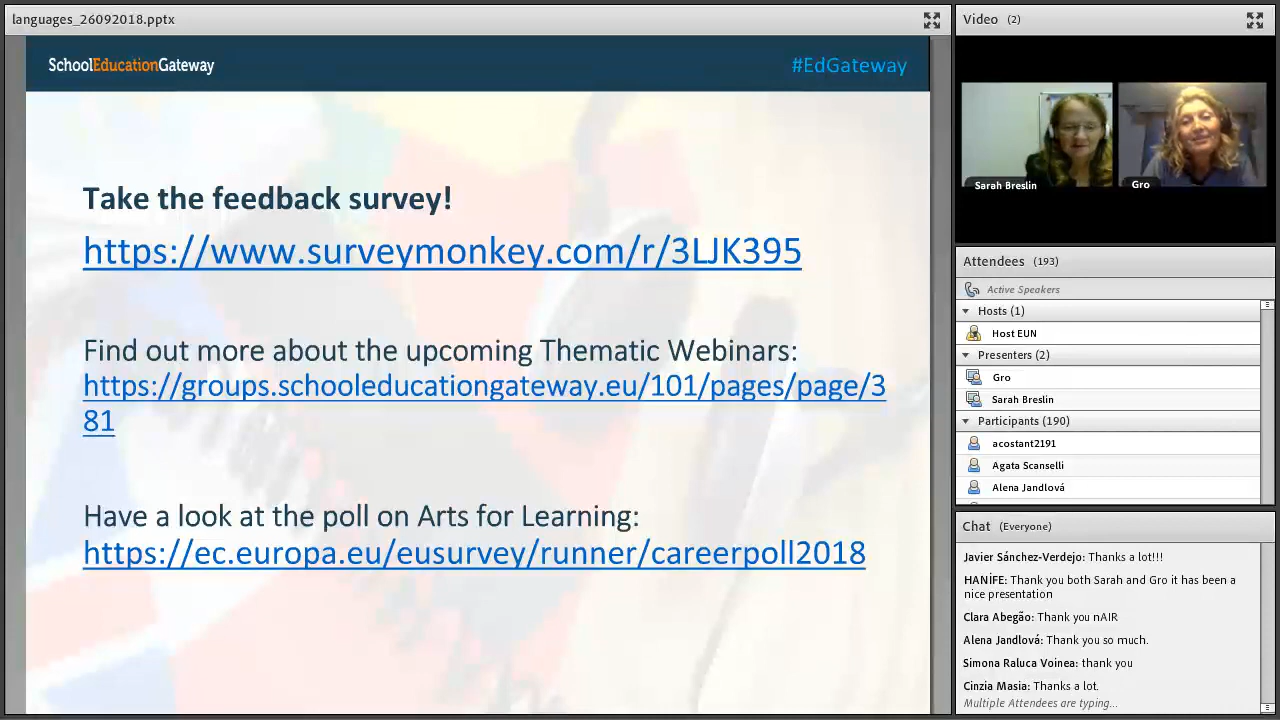 languages_26092018.pptx
SchoolEducationGateway
#EdGateway
Take the feedback survey!
https://www.surveymonkey.com/r/3LJK395
Find out more about the upcoming Thematic Webinars:
https://groups.schooleducationgateway.eu/101/pages/page/3
81
Have a look at the poll on Arts for Learning:
https://ec.europa.eu/eusurvey/runner/careerpoll2018
Video (2)
Sarah Breslin
Gro
Attendees (193)
Active Speakers
Hosts (1)
Host EUN
Presenters (2)
Gro
Sarah Breslin
Participants (190)
acostant2191
Agata Scanselli
Alena Jandlová
Chat (Everyone)
Javier Sánchez-Verdejo: Thanks a lot!!!
HANİFE: Thank you both Sarah and Gro it has been a
nice presentation
Clara Abegão: Thank you nAIR
Alena Jandlová: Thank you so much.
Simona Raluca Voinea: thank you
Cinzia Masia: Thanks a lot.
Multiple Attendees are typing...